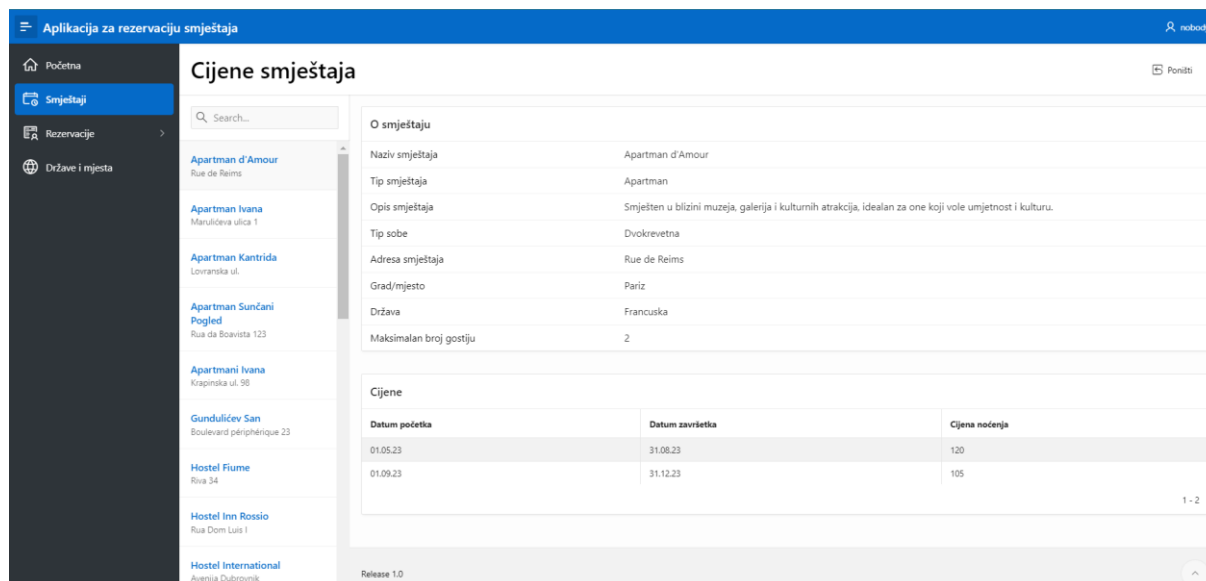 Aplikacija za rezervaciju smještaja
nobod
Početna
Smještaji
Rezervacije
Države i mjesta
Cijene smještaja
Poništi
Search...
Apartman d'Amour
Rue de Reims
Apartman Ivana
Marulićeva ulica 1
Apartman Kantrida
Lovranska ul.
Apartman Sunčani
Pogled
Rua da Boavista 123
Apartmani Ivana
Krapinska ul. 98
Gundulićev San
Boulevard périphérique 23
Hostel Fiume
Riva 34
Hostel Inn Rossio
Rua Dom Luis I
Hostel International
Avenija Dubrovnik
O smještaju
Naziv smještaja Apartman d'Amour
Tip smještaja Apartman
Opis smještaja Smješten u blizini muzeja, galerija i kulturnih atrakcija, idealan za one koji vole umjetnost i kulturu.
Tip sobe Dvokrevetna
Adresa smještaja Rue de Reims
Grad/mjesto Pariz
Država Francuska
Maksimalan broj gostiju 2
Cijene
Datum početka Datum završetka Cijena noćenja
01.05.23 31.08.23 120
01.09.23 31.12.23 105
1 - 2
Release 1.0